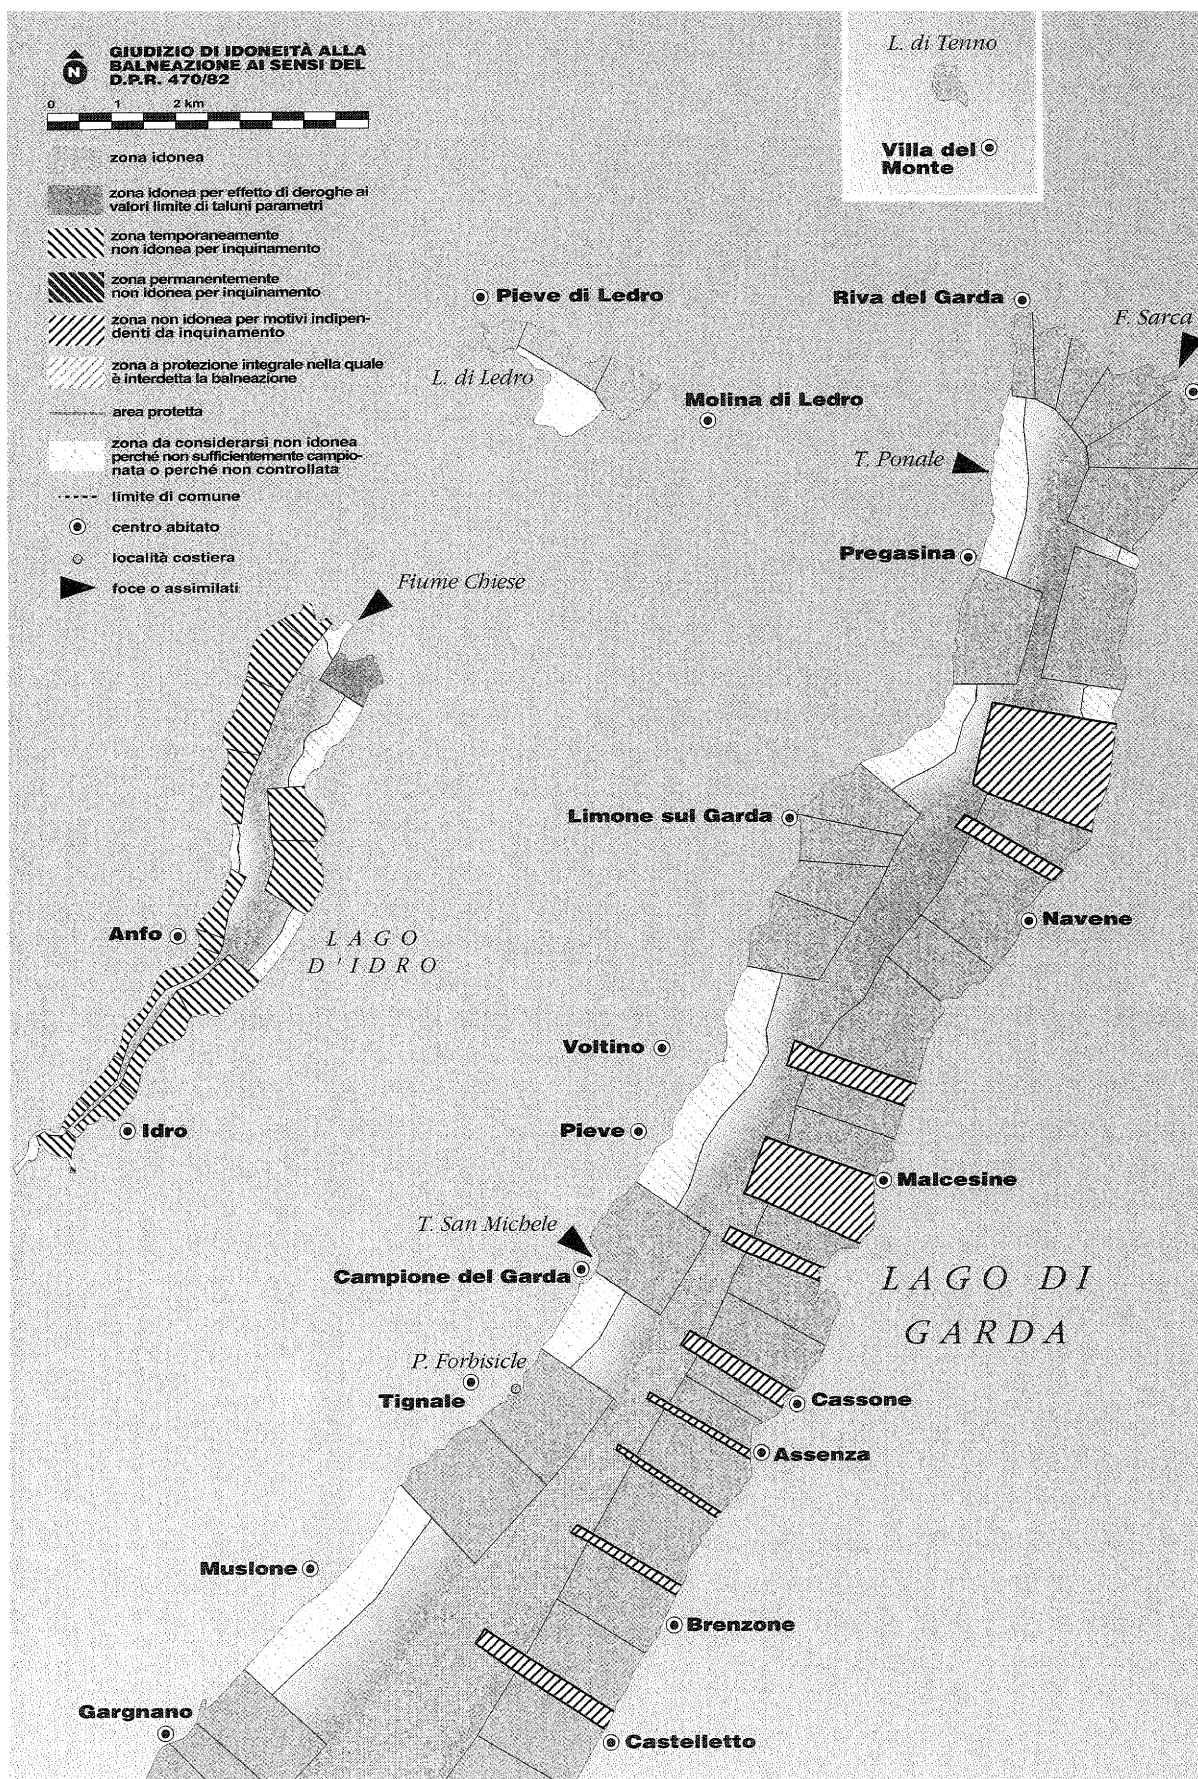 GIUDIZIO DI IDONEITÀ ALLA
BALNEAZIONE AI SENSI DEL
D.P.R. 470/82
N
0 1 2 km
zona idonea
zona idonea per effetto di deroghe ai
valori limite di taluni parametri
zona temporaneamente
non idonea per inquinamento
zona permanentemente
non idonea per inquinamento
zona non idonea per motivi indipen-
denti da inquinamento
zona a protezione integrale nella quale
è interdetta la balneazione
area protetta
zona da considerarsi non idonea
perché non sufficientemente campio-
nata o perché non controllata
limite di comune
centro abitato
località costiera
foce o assimilati
L. di Tenno
Villa del
Monte
Pieve di Ledro
Riva del Garda
F. Sarca
L. di Ledro
Molina di Ledro
T. Ponale
Pregasina
Fiume Chiese
Limone sul Garda
Navene
Anfo
LAGO
D'IDRO
Voltino
Idro
Pieve
Malcesine
T. San Michele
Campione del Garda
LAGO DI
GARDA
P. Forbisicle
Tignale
Cassone
Assenza
Muslone
Brenzone
Gargnano
Castelletto